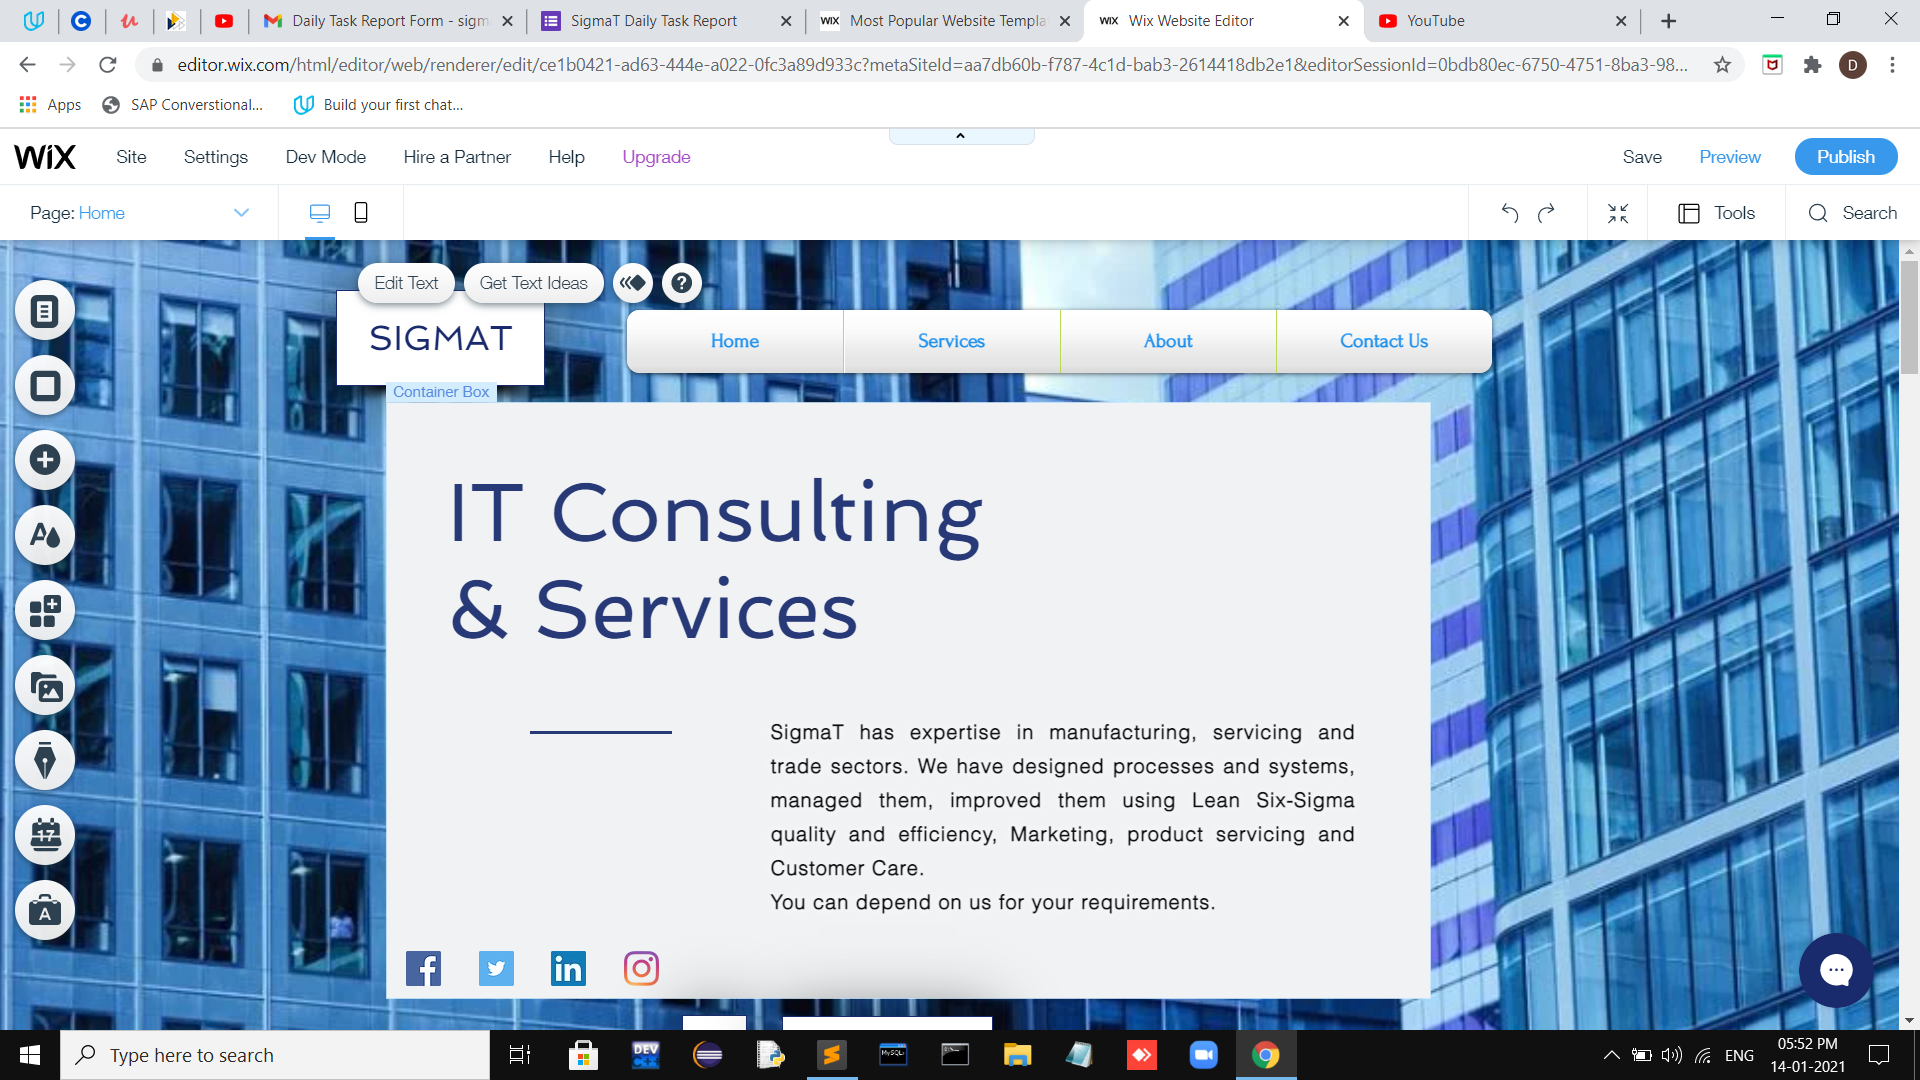 Daily Task Report Form - sigm
SigmaT Daily Task Report
WIX Most Popular Website Templa
WIX Wix Website Editor
YouTube
editor.wix.com/html/editor/web/renderer/edit/ce1b0421-ad63-444e-a022-0fc3a89d933c?metaSiteId=aa7db60b-f787-4c1d-bab3-2614418db2e1&editorSessionId=0bdb80ec-6750-4751-8ba3-98...
D
Apps
SAP Converstional...
Build your first chat...
WIX
Site
Settings
Dev Mode
Hire a Partner
Help
Upgrade
Save
Preview
Publish
Page: Home
Tools
Search
Edit Text
Get Text Ideas
?
SIGMAT
Home
Services
About
Contact Us
Container Box
IT Consulting
& Services
SigmaT has expertise in manufacturing, servicing and
trade sectors. We have designed processes and systems,
managed them, improved them using Lean Six-Sigma
quality and efficiency, Marketing, product servicing and
Customer Care.
You can depend on us for your requirements.
17
A
in
Type here to search
DEV
C++
MySQL
ENG
05:52 PM
14-01-2021